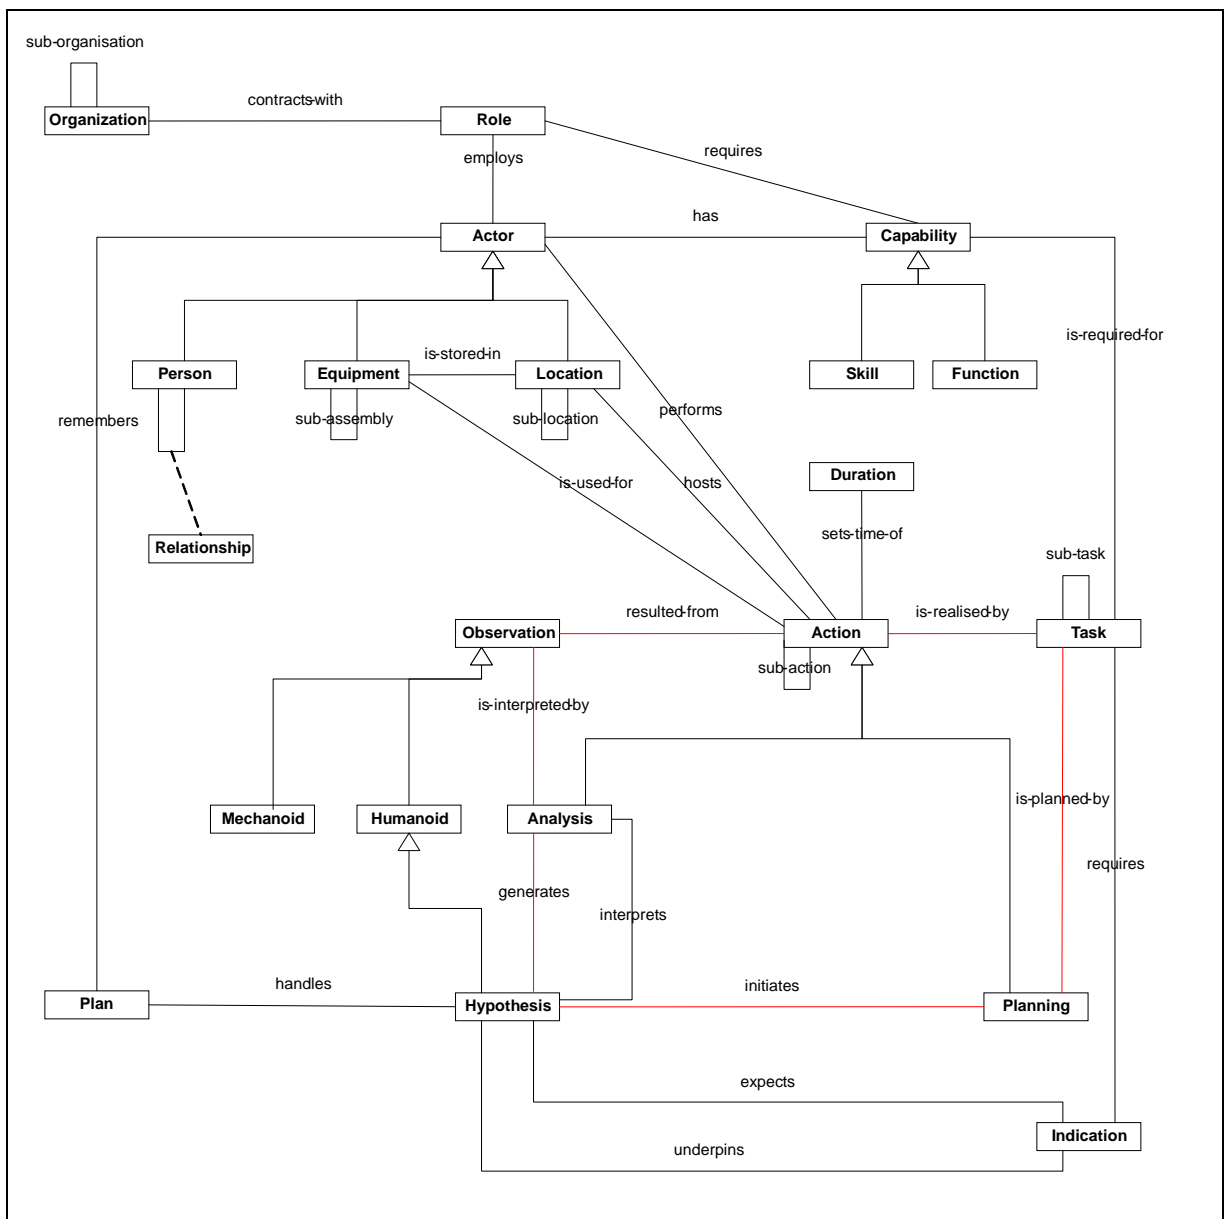 sub-organisation
contracts-with
Organization
Role
employs
requires
has
Actor
Capability
is-required-for
is-stored-in
Person
Equipment
Location
Skill
Function
remembers
sub-assembly
sub-location
performs
Duration
is-used-for
hosts
sets-time-of
Relationship
sub-task
resulted-from
is-realised-by
Observation
Action
Task
sub-action
is-interpreted-by
is-planned-by
Mechanoid
Humanoid
Analysis
requires
generates
interprets
handles
initiates
Plan
Hypothesis
Planning
expects
Indication
underpins